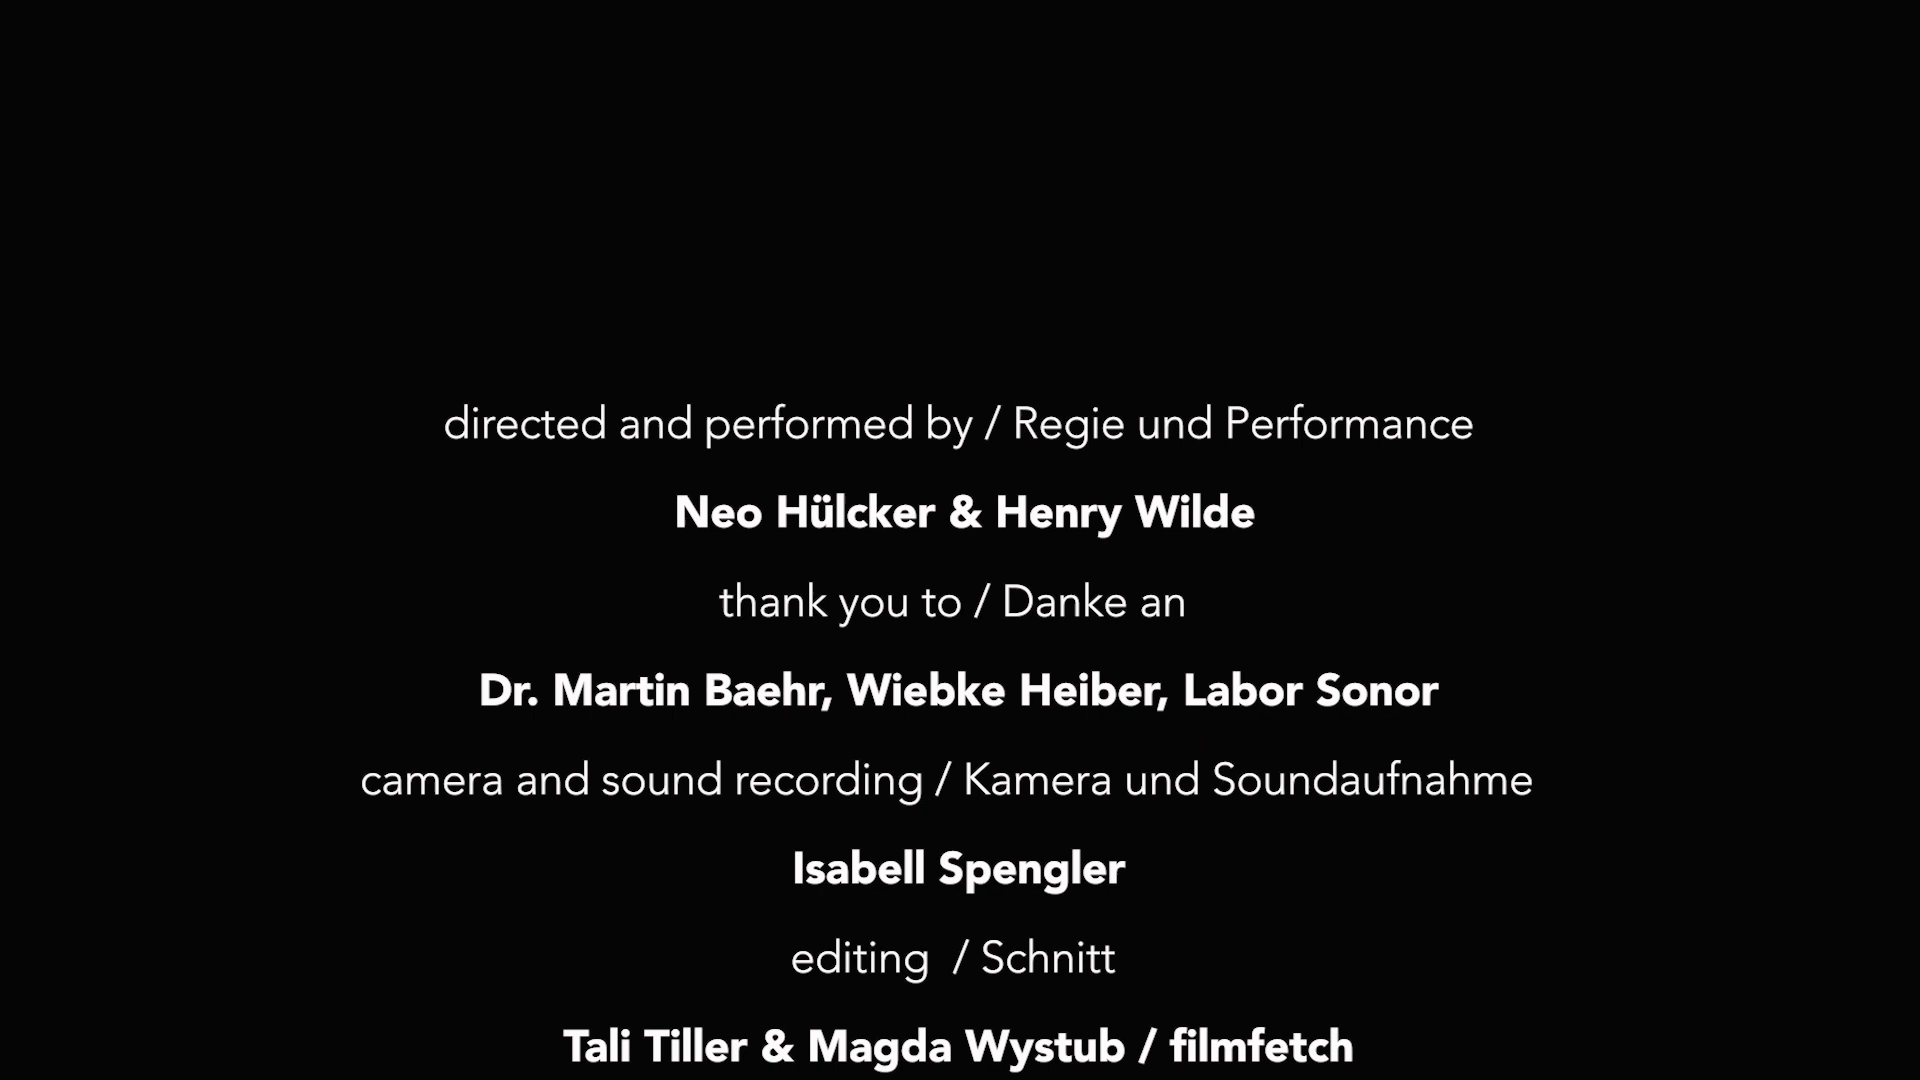 directed and performed by / Regie und Performance
Neo Hülcker & Henry Wilde
thank you to / Danke an
Dr. Martin Baehr, Wiebke Heiber, Labor Sonor
camera and sound recording / Kamera und Soundaufnahme
Isabell Spengler
editing  / Schnitt
Tali Tiller & Magda Wystub / filmfetch